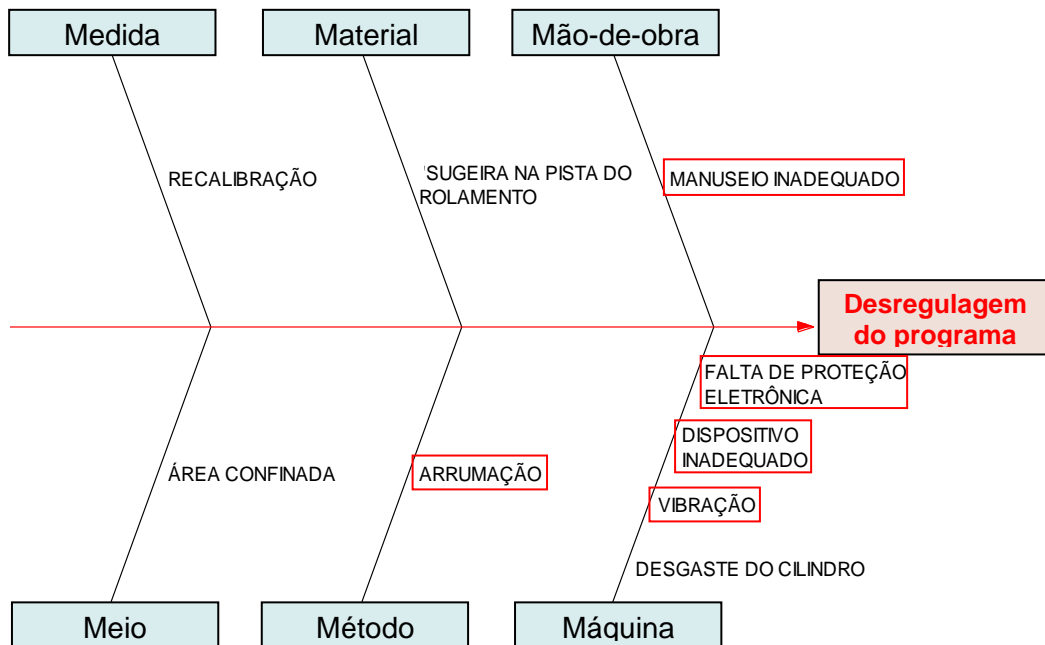 Medida
Material
Mão-de-obra
RECALIBRAÇÃO
'SUGEIRA NA PISTA DO
ROLAMENTO
MANUSEIO INADEQUADO
Desregulagem
do programa
FALTA DE PROTEÇÃO
ELETRÔNICA
DISPOSITIVO
INADEQUADO
ÁREA CONFINADA
ARRUMAÇÃO
VIBRAÇÃO
DESGASTE DO CILINDRO
Meio
Método
Máquina